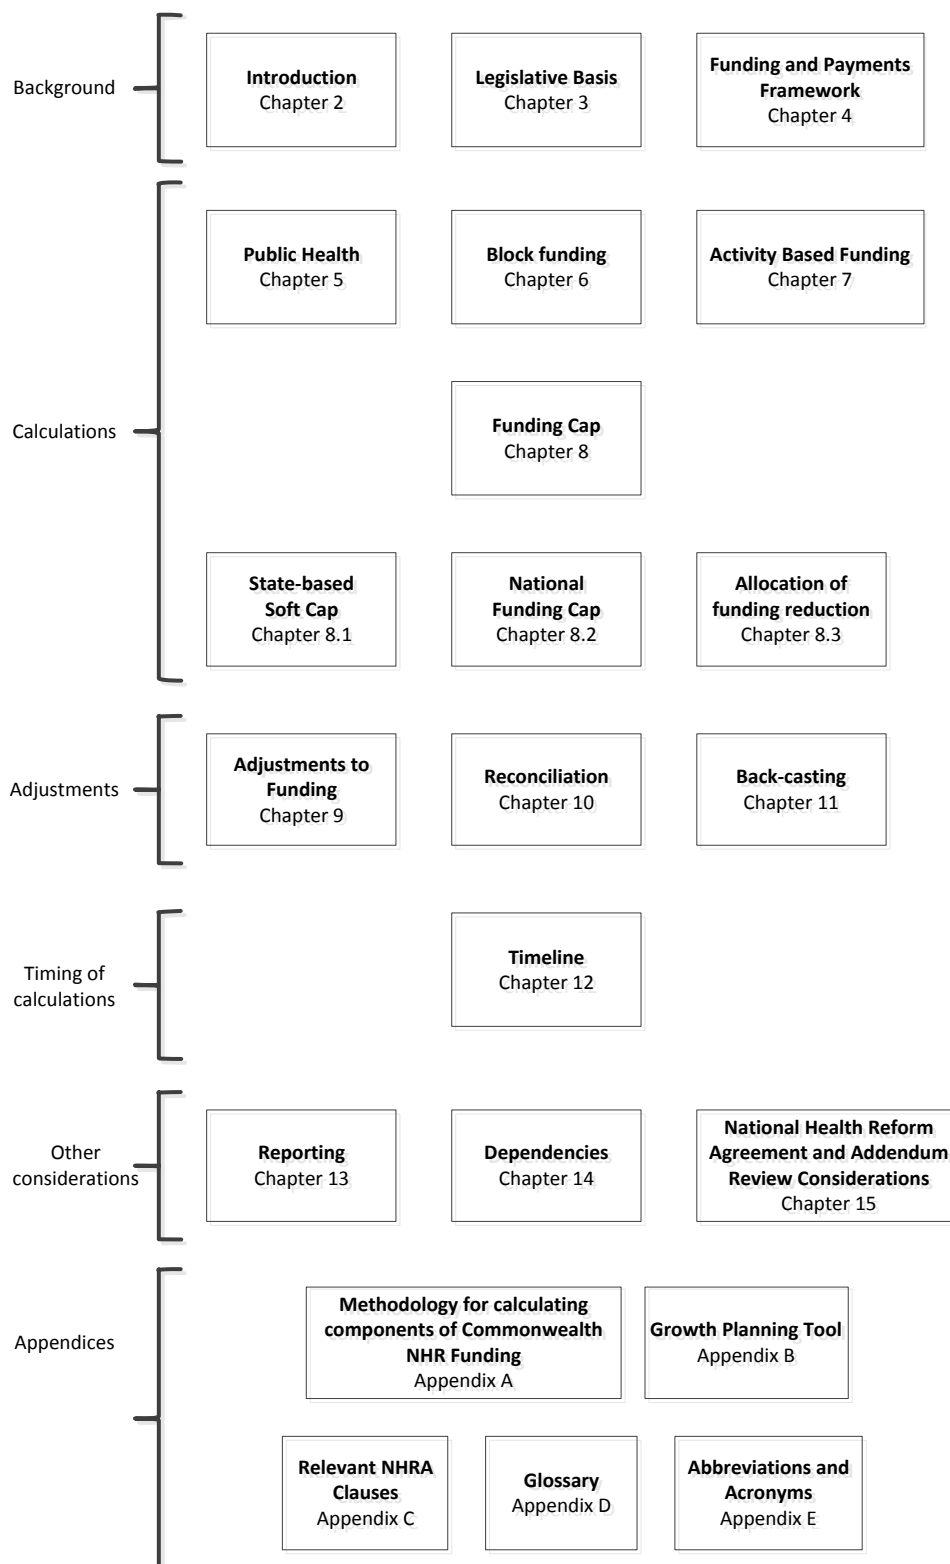 Background
Introduction
Chapter 2
Legislative Basis
Chapter 3
Funding and Payments
Framework
Chapter 4
Calculations
Public Health
Chapter 5
Block funding
Chapter 6
Activity Based Funding
Chapter 7
Funding Cap
Chapter 8
State-based
Soft Cap
Chapter 8.1
National
Funding Cap
Chapter 8.2
Allocation of
funding reduction
Chapter 8.3
Adjustments
Adjustments to
Funding
Chapter 9
Reconciliation
Chapter 10
Back-casting
Chapter 11
Timing of
calculations
Timeline
Chapter 12
Other
considerations
Reporting
Chapter 13
Dependencies
Chapter 14
National Health Reform
Agreement and Addendum
Review Considerations
Chapter 15
Appendices
Methodology for calculating
components of Commonwealth
NHR Funding
Appendix A
Growth Planning Tool
Appendix B
Relevant NHRA
Clauses
Appendix C
Glossary
Appendix D
Abbreviations and
Acronyms
Appendix E